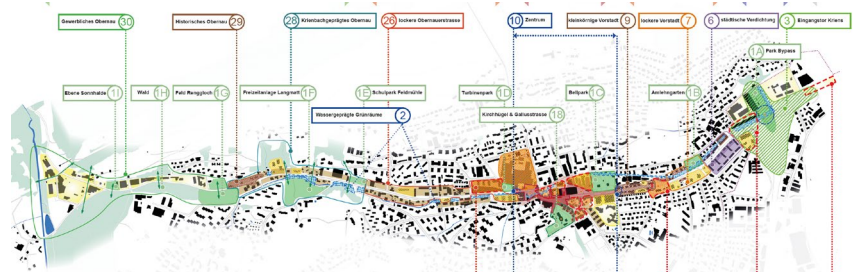 Gewerbliches Obernau 30
Historisches Obernau 29
28 Krienbachgeprägtes Obernau
26 lockere Obernauerstrasse
10 Zentrum
kleinkörnige Vorstadt 9
lockere Vorstadt 7
6 städtische Verdichtung
3 Eingangstor Kriens
1A Park Bypass
Ebene Sonnhalde 1I
Wald 1H
Feld Ranggloch 1G
Freizeitanlage Langmatt 1F
1E Schulpark Feldmühle
Turbinenpark 1D
Bellpark 1C
Amlehngarten 1B
Wassergeprägte Grünräume 2
Kirchhügel & Gallusstrasse 18